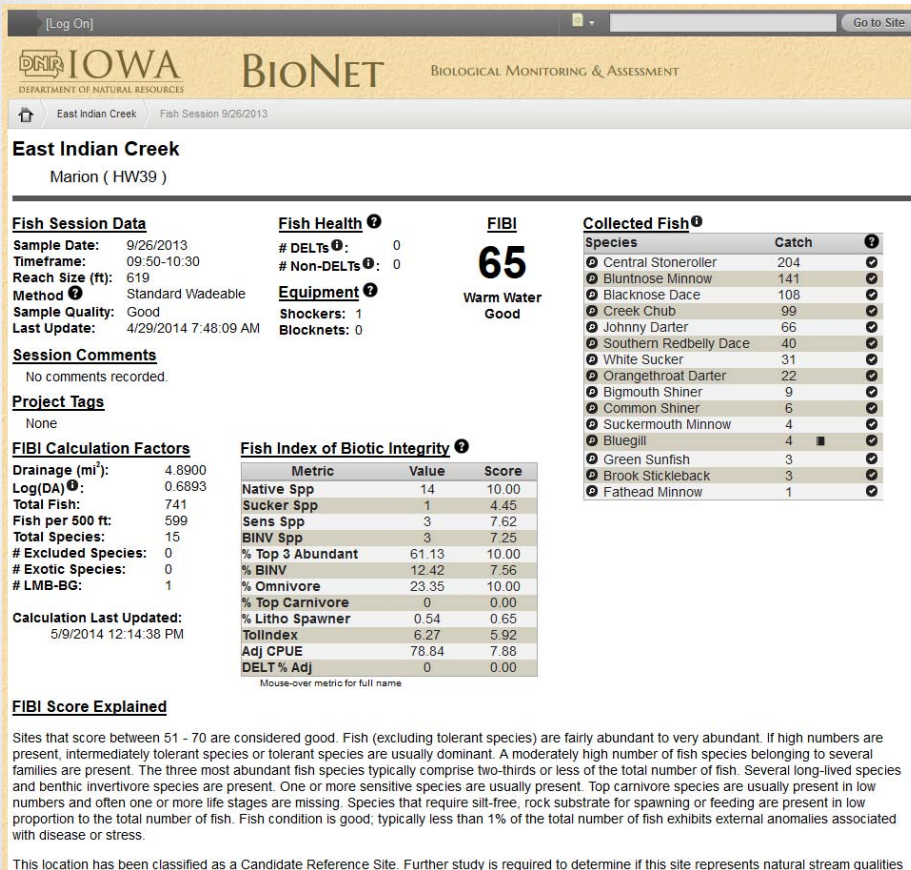 [Log On]
Go to Site
DNR IOWA
DEPARTMENT OF NATURAL RESOURCES
BIONET
BIOLOGICAL MONITORING & ASSESSMENT
East Indian Creek Fish Session 9/26/2013
East Indian Creek
Marion ( HW39 )
Fish Session Data
Sample Date: 9/26/2013
Timeframe: 09:50-10:30
Reach Size (ft): 619
Method ? Standard Wadeable
Sample Quality: Good
Last Update: 4/29/2014 7:48:09 AM
Session Comments
No comments recorded.
Project Tags
None
Fish Health ?
# DELTs i: 0
# Non-DELTs i: 0
Equipment ?
Shockers: 1
Blocknets: 0
FIBI
65
Warm Water
Good
Collected Fish i
Species Catch ?
Central Stoneroller 204
Bluntnose Minnow 141
Blacknose Dace 108
Creek Chub 99
Johnny Darter 66
Southern Redbelly Dace 40
White Sucker 31
Orangethroat Darter 22
Bigmouth Shiner 9
Common Shiner 6
Suckermouth Minnow 4
Bluegill 4
Green Sunfish 3
Brook Stickleback 3
Fathead Minnow 1
FIBI Calculation Factors
Drainage (mi²): 4.8900
Log(DA) i: 0.6893
Total Fish: 741
Fish per 500 ft: 599
Total Species: 15
# Excluded Species: 0
# Exotic Species: 0
# LMB-BG: 1
Calculation Last Updated:
5/9/2014 12:14:38 PM
Fish Index of Biotic Integrity ?
Metric Value Score
Native Spp 14 10.00
Sucker Spp 1 4.45
Sens Spp 3 7.62
BINV Spp 3 7.25
% Top 3 Abundant 61.13 10.00
% BINV 12.42 7.56
% Omnivore 23.35 10.00
% Top Carnivore 0 0.00
% Litho Spawner 0.54 0.65
TolIndex 6.27 5.92
Adj CPUE 78.84 7.88
DELT % Adj 0 0.00
Mouse-over metric for full name
FIBI Score Explained
Sites that score between 51 - 70 are considered good. Fish (excluding tolerant species) are fairly abundant to very abundant. If high numbers are
present, intermediately tolerant species or tolerant species are usually dominant. A moderately high number of fish species belonging to several
families are present. The three most abundant fish species typically comprise two-thirds or less of the total number of fish. Several long-lived species
and benthic invertivore species are present. One or more sensitive species are usually present. Top carnivore species are usually present in low
numbers and often one or more life stages are missing. Species that require silt-free, rock substrate for spawning or feeding are present in low
proportion to the total number of fish. Fish condition is good; typically less than 1% of the total number of fish exhibits external anomalies associated
with disease or stress.
This location has been classified as a Candidate Reference Site. Further study is required to determine if this site represents natural stream qualities